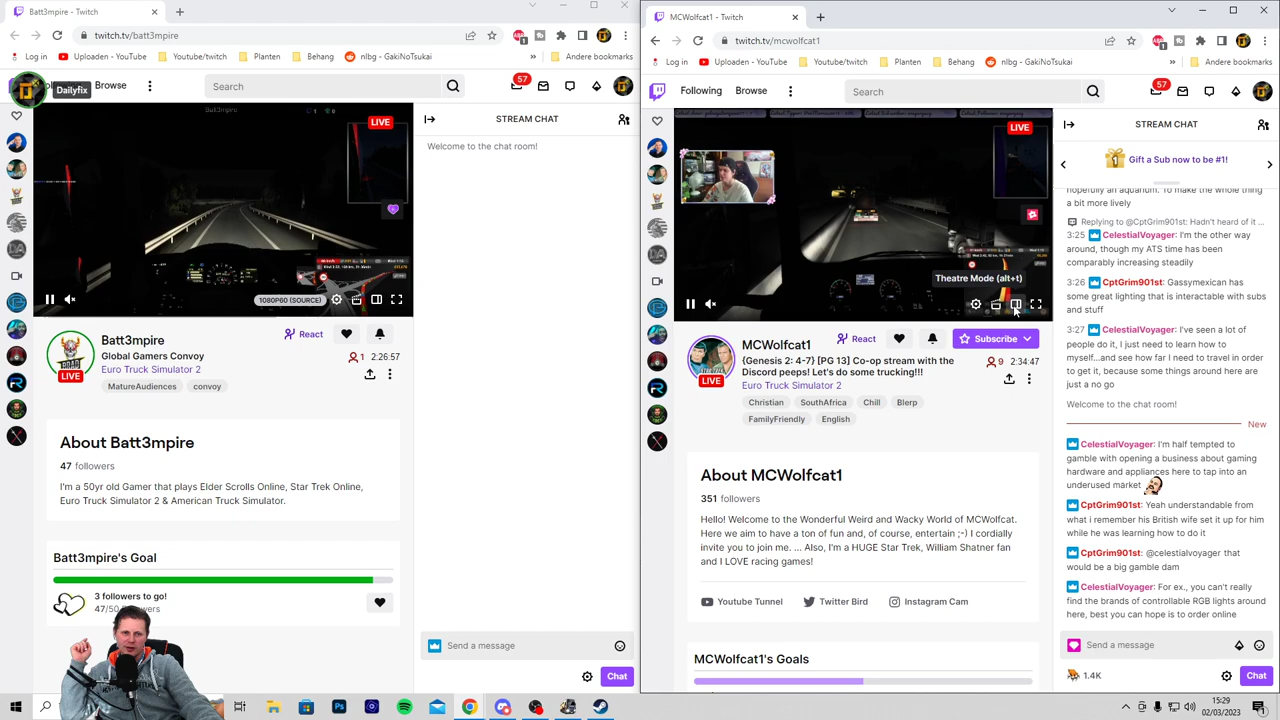 Batt3mpire - Twitch
twitch.tv/batt3mpire
Log in
Uploaden - YouTube
Youtube/twitch
Planten
Behang
nlbg - GakiNoTsukai
Andere bookmarks
Dailyfix
Browse
Search
57
LIVE
1080P60 (SOURCE)
STREAM CHAT
Welcome to the chat room!
Batt3mpire
Global Gamers Convoy
Euro Truck Simulator 2
MatureAudiences
convoy
React
1
2:26:57
LIVE
About Batt3mpire
47 followers
I'm a 50yr old Gamer that plays Elder Scrolls Online, Star Trek Online,
Euro Truck Simulator 2 & American Truck Simulator.
Batt3mpire's Goal
3 followers to go!
Send a message
Chat
MCWolfcat1 - Twitch
twitch.tv/mcwolfcat1
Log in
Uploaden - YouTube
Youtube/twitch
Planten
Behang
nlbg - GakiNoTsukai
Andere bookmarks
Following
Browse
Search
57
LIVE
Theatre Mode (alt+t)
MCWolfcat1
{Genesis 2: 4-7} [PG 13] Co-op stream with the
Discord peeps! Let's do some trucking!!!
Euro Truck Simulator 2
Christian
SouthAfrica
Chill
Blerp
FamilyFriendly
English
React
Subscribe
9
2:34:47
LIVE
About MCWolfcat1
351 followers
Hello! Welcome to the Wonderful Weird and Wacky World of MCWolfcat.
Here we aim to have a ton of fun and, of course, entertain ;-) I cordially
invite you to join me. ... Also, I'm a HUGE Star Trek, William Shatner fan
and I LOVE racing games!
Youtube Tunnel
Twitter Bird
Instagram Cam
MCWolfcat1's Goals
STREAM CHAT
Gift a Sub now to be #1!
hopefully an aquarium. To make the whole thing
a bit more lively
Replying to @CptGrim901st: Hadn't heard of it ...
3:25 CelestialVoyager: I'm the other way
around, though my ATS time has been
comparably increasing steadily
3:26 CptGrim901st: Gassymexican has
some great lighting that is interactable with subs
and stuff
3:27 CelestialVoyager: I've seen a lot of
people do it, I just need to learn how to
myself...and see how far I need to travel in order
to get it, because some things around here are
just a no go
Welcome to the chat room!
New
CelestialVoyager: I'm half tempted to
gamble with opening a business about gaming
hardware and appliances here to tap into an
underused market
CptGrim901st: Yeah understandable from
what i remember his British wife set it up for him
while he was learning how to do it
CptGrim901st: @celestialvoyager that
would be a big gamble dam
CelestialVoyager: For ex., you can't really
find the brands of controllable RGB lights around
here, best you can hope is to order online
Send a message
1.4K
Chat
15:29
02/03/2023